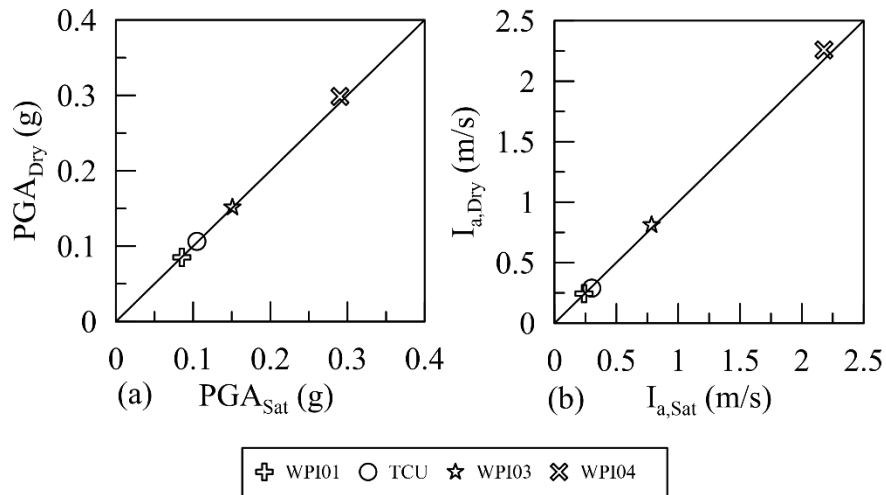 0.4
0.3
0.2
0.1
0
PGA_Dry (g)
0 0.1 0.2 0.3 0.4
(a) PGA_Sat (g)
2.5
2
1.5
1
0.5
0
I_a,Dry (m/s)
0 0.5 1 1.5 2 2.5
(b) I_a,Sat (m/s)
WPI01 TCU WPI03 WPI04